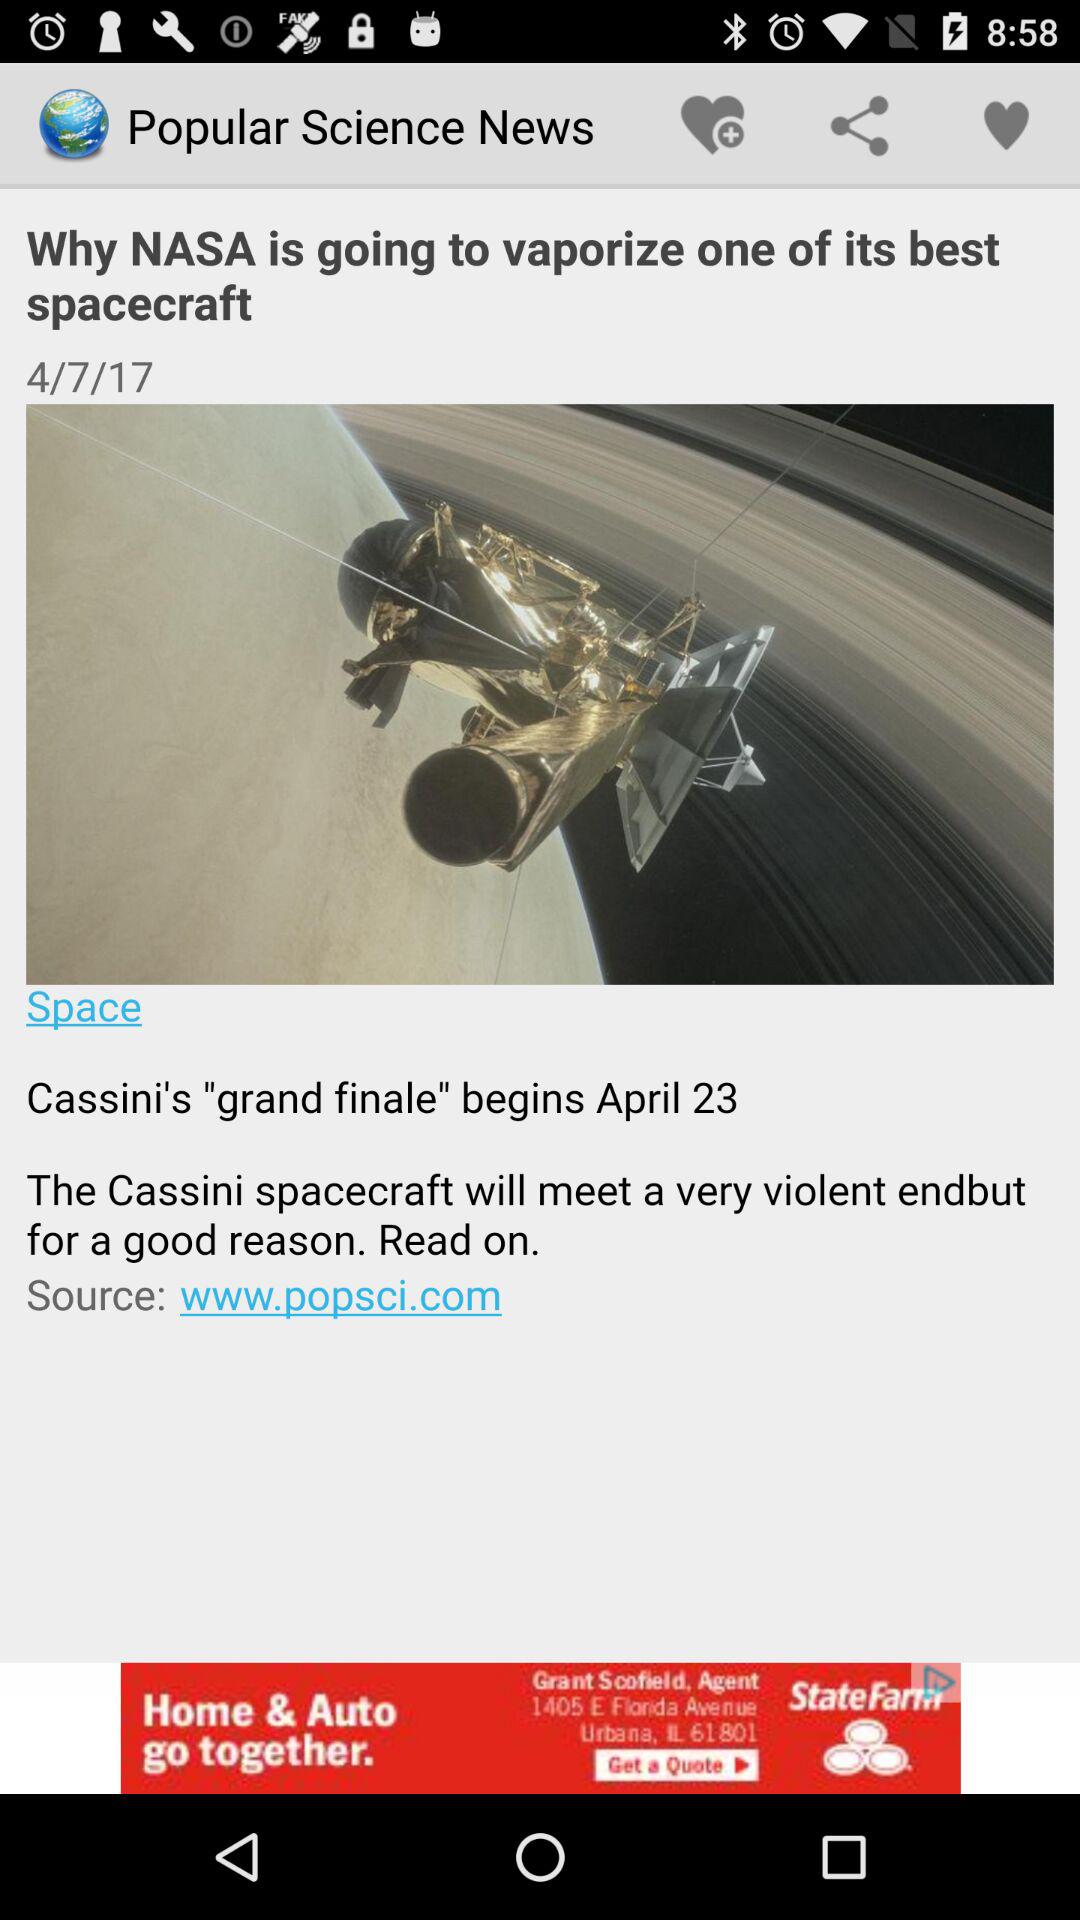 FAKE
8:58
Popular Science News
Why NASA is going to vaporize one of its best
spacecraft
4/7/17
Space
Cassini's "grand finale" begins April 23
The Cassini spacecraft will meet a very violent endbut
for a good reason. Read on.
Source: www.popsci.com
Home & Auto
go together.
Grant Scofield, Agent
1405 E Florida Avenue
Urbana, IL 61801
Get a Quote
StateFarm